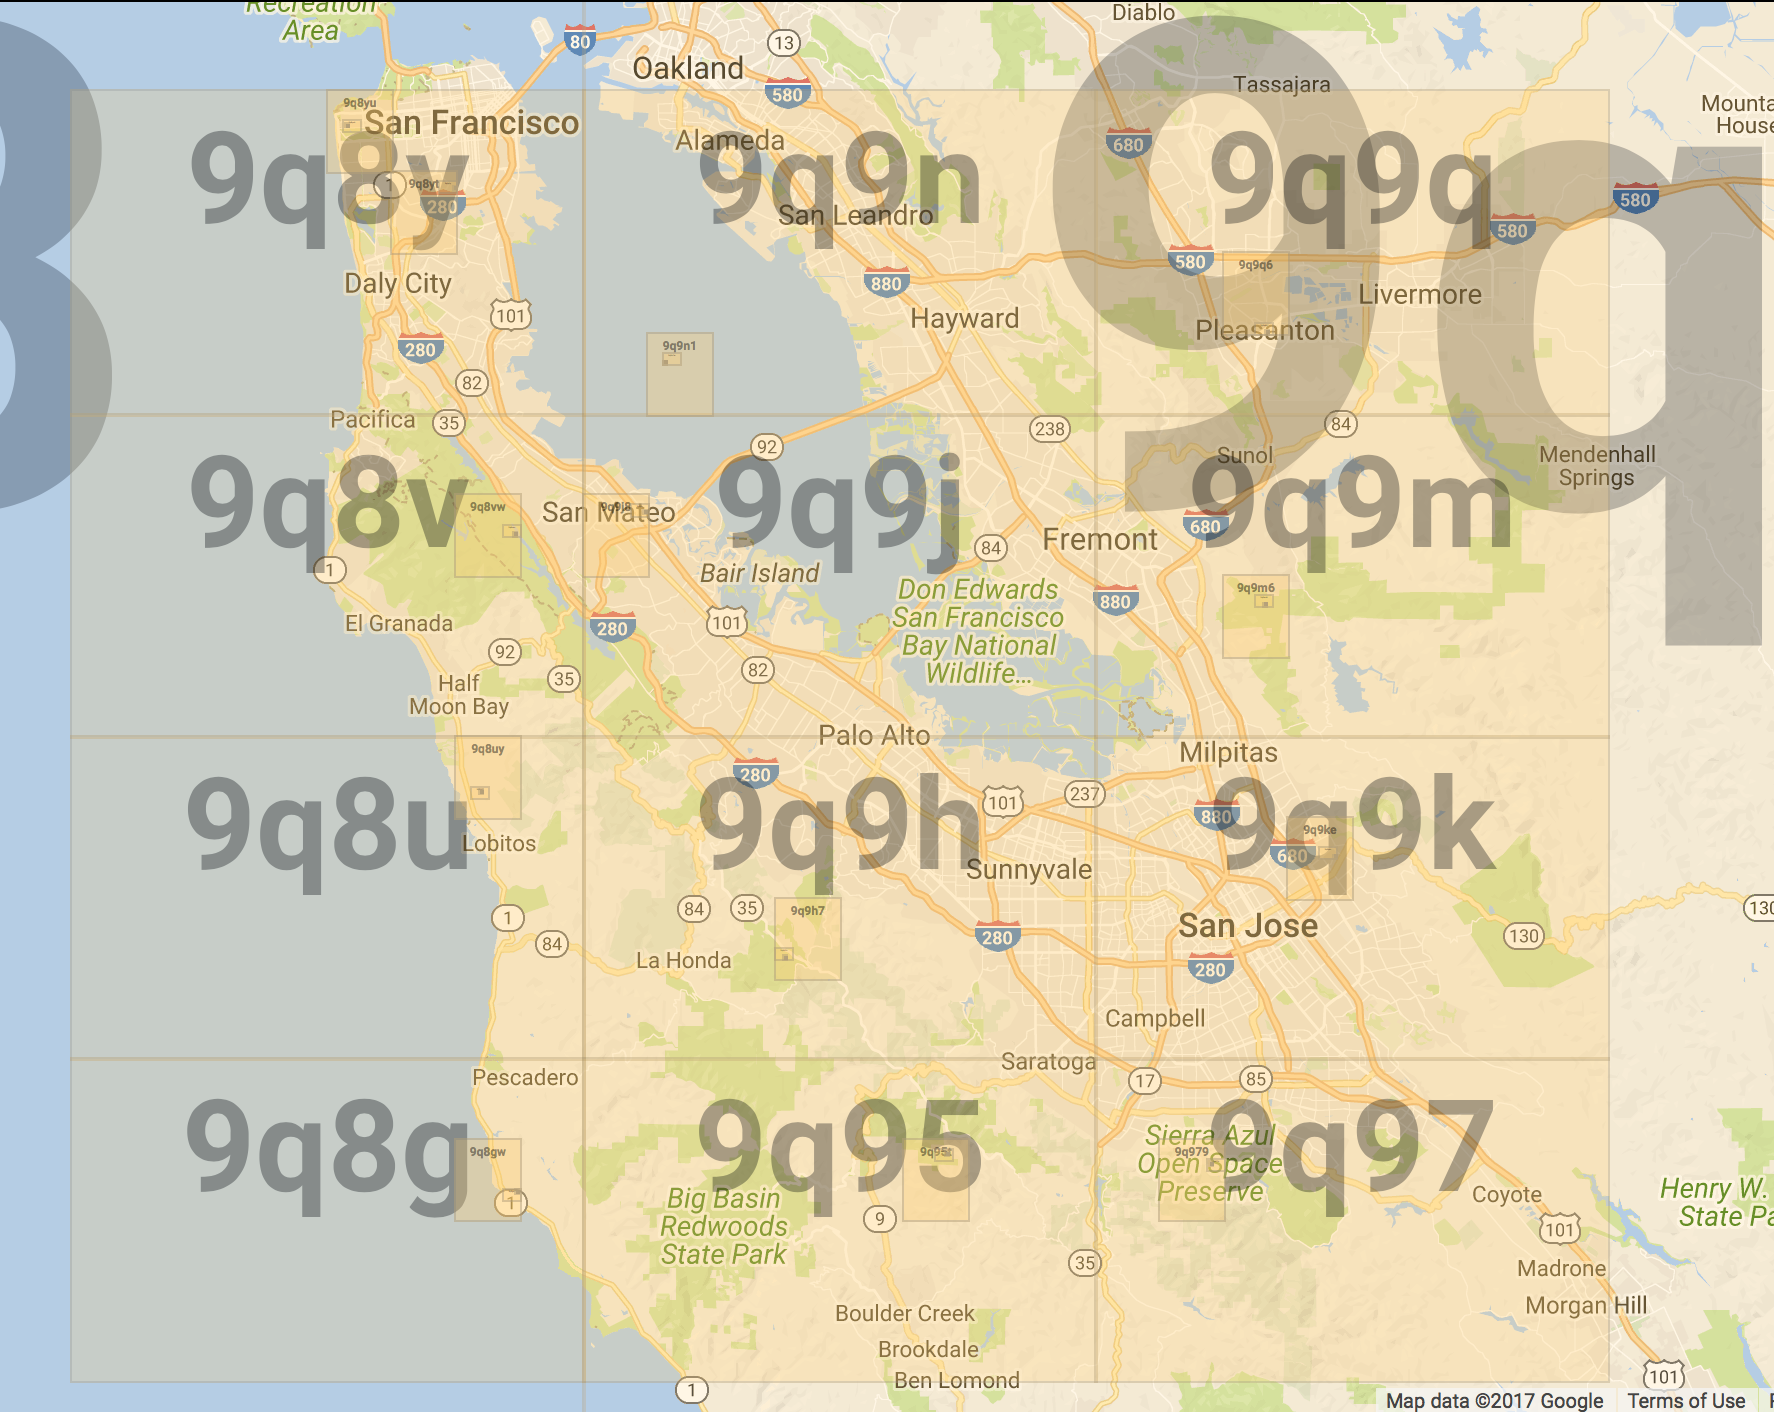 Recreation
Area
Diablo
80
13
Oakland
580
Tassajara
Mounta
House
8
9q
9q8yu
San Francisco
Alameda
680
9q8y
9q9n
9q9q
1
9q8yt
280
San Leandro
580
580
580
9q9q6
Daly City
880
Livermore
101
Hayward
Pleasanton
280
9q9n1
82
Pacifica
35
92
238
84
Sunol
Mendenhall
Springs
9q8v
9q9j
9q9m
9q8vw
San Mateo
9q9j8
680
84
Fremont
1
Bair Island
Don Edwards
San Francisco
Bay National
Wildlife...
880
9q9m6
El Granada
280
101
92
35
82
Half
Moon Bay
Palo Alto
9q8uy
280
Milpitas
101
237
9q8u
9q9h
880
9q9k
9q9ke
Lobitos
680
Sunnyvale
84
35
9q9h7
130
1
San Jose
130
84
280
La Honda
280
Campbell
Saratoga
Pescadero
17
85
9q8g
9q95
9q97
9q8gw
9q95t
9q979
Sierra Azul
Open Space
Preserve
1
Big Basin
Redwoods
State Park
9
Coyote
Henry W.
State Pa
101
35
Madrone
Boulder Creek
Morgan Hill
Brookdale
Ben Lomond
1
101
Map data ©2017 Google
Terms of Use